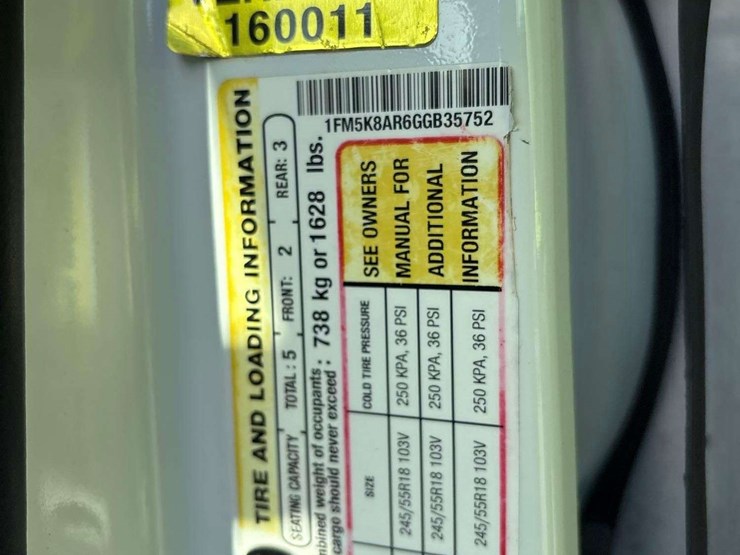 160011
1FM5K8AR6GGB35752
TIRE AND LOADING INFORMATION
SEATING CAPACITY TOTAL: 5 FRONT: 2 REAR: 3
weight of occupants
cargo should never exceed : 738 kg or 1628 lbs.
SIZE COLD TIRE PRESSURE
245/55R18 103V 250 KPA, 36 PSI
245/55R18 103V 250 KPA, 36 PSI
245/55R18 103V 250 KPA, 36 PSI
SEE OWNERS
MANUAL FOR
ADDITIONAL
INFORMATION